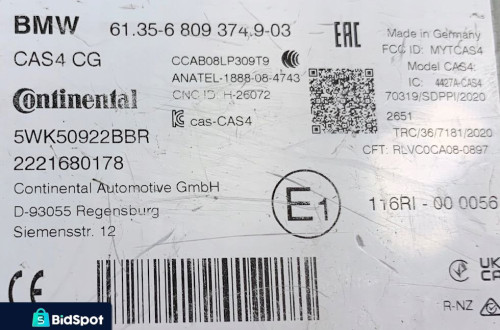 BMW 61.35-6 809 374.9-03
CAS4 CG
CCAB08LP309T9
ANATEL-1888-08-4743
CNC ID H-26072
cas-CAS4
Continental
5WK50922BBR
2221680178
Continental Automotive GmbH
D-93055 Regensburg
Siemensstr. 12
EAC
Made in Germany
FCC ID: MYTCAS4
Model CAS4:
IC: 4427A-CAS4
70319/SDPPI/2020
2651
TRC/36/7181/2020
CFT: RLVC0CA08-0897
E1
116RI - 00 0056
CE
UK
CA
R-NZ
BidSpot